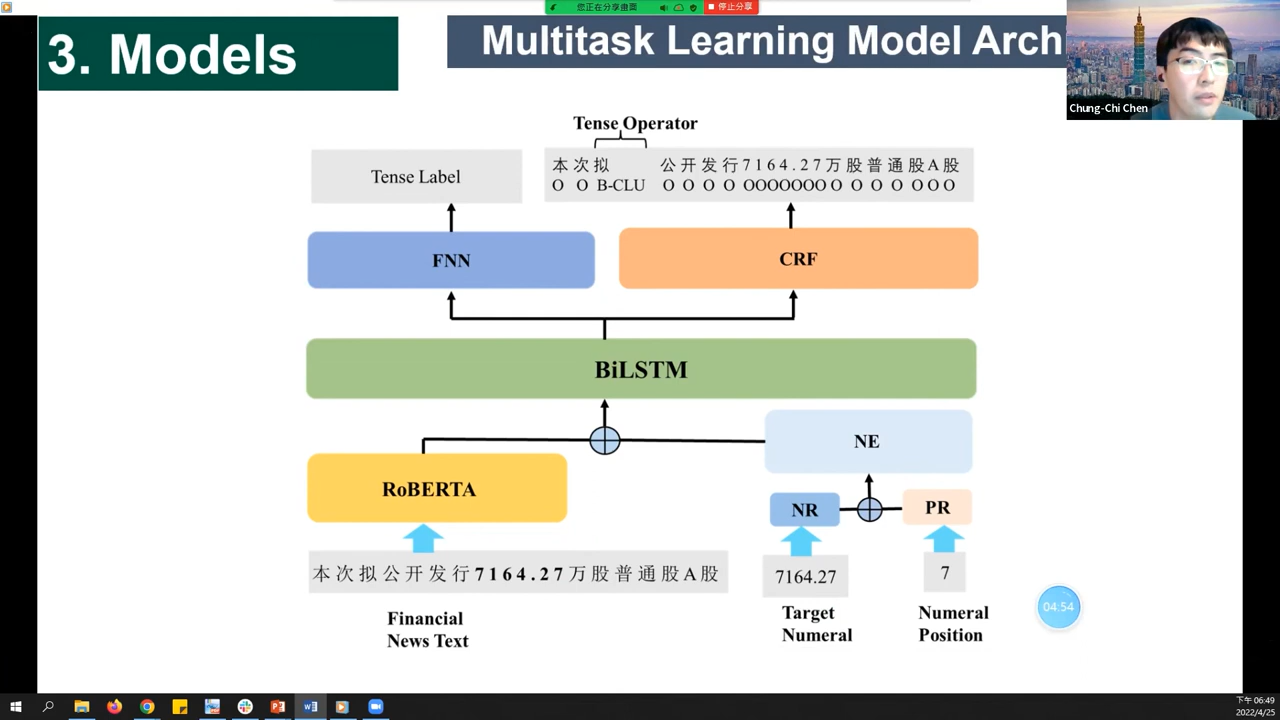 您正在分享画面
停止分享
3. Models
Multitask Learning Model Arch
Chung-Chi Chen
Tense Operator
Tense Label
本次拟 公开发行7164.27万股普通股A股
O O B-CLU O O O O OOOOOOO O O O O O O O
FNN
CRF
BiLSTM
NE
RoBERTA
NR
PR
本次拟公开发行7164.27万股普通股A股
7164.27
7
Financial
News Text
Target
Numeral
Numeral
Position
04:54
下午 06:49
2022/4/25